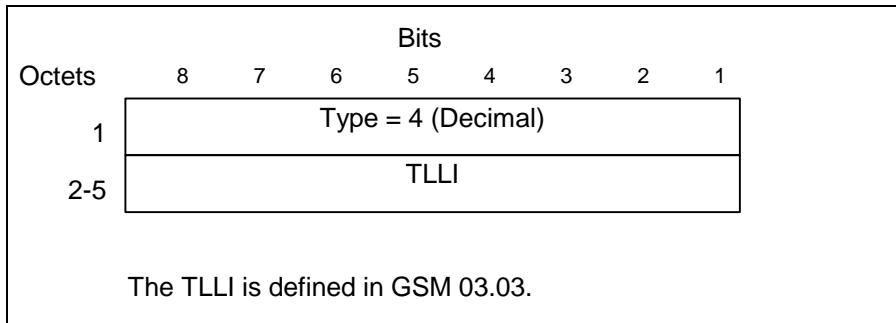 Bits
Octets 8 7 6 5 4 3 2 1
1 Type = 4 (Decimal)
2-5 TLLI
The TLLI is defined in GSM 03.03.